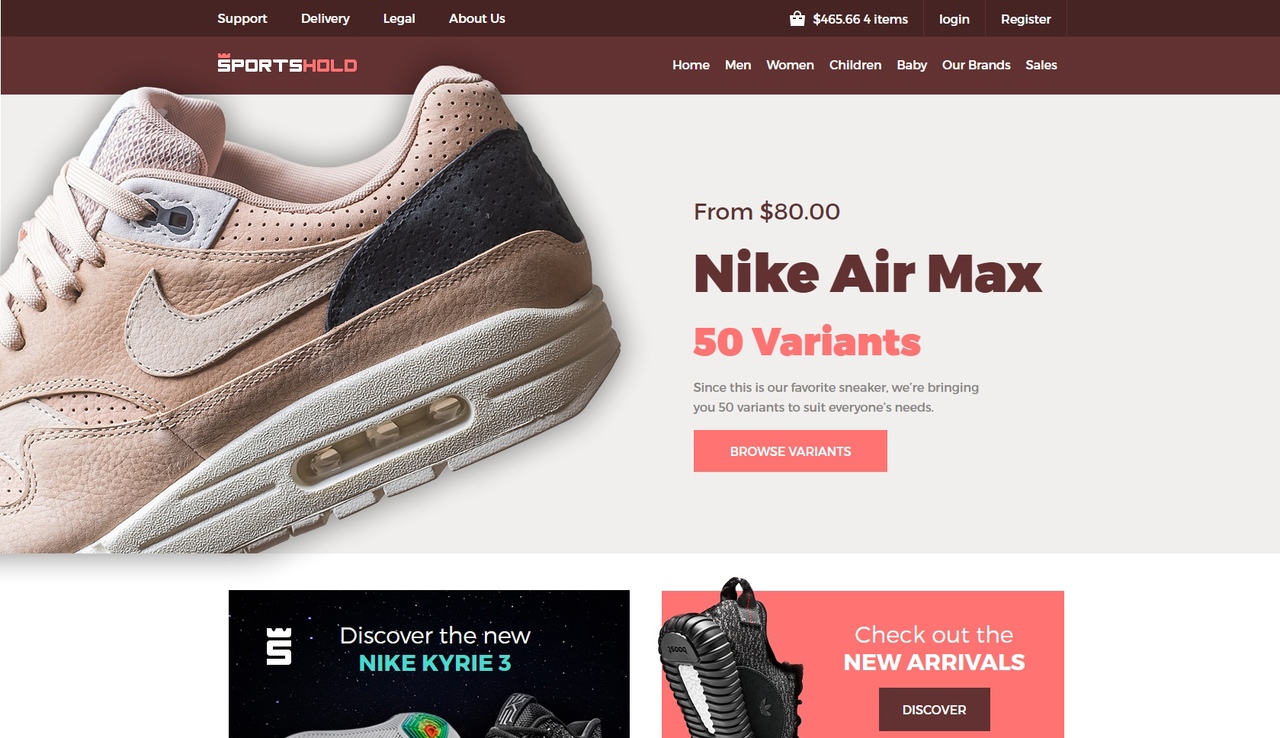 Support Delivery Legal About Us $465.66 4 items login Register
SPORTSHOLD Home Men Women Children Baby Our Brands Sales
From $80.00
Nike Air Max
50 Variants
Since this is our favorite sneaker, we're bringing
you 50 variants to suit everyone's needs.
BROWSE VARIANTS
S
Discover the new
NIKE KYRIE 3
Check out the
NEW ARRIVALS
DISCOVER